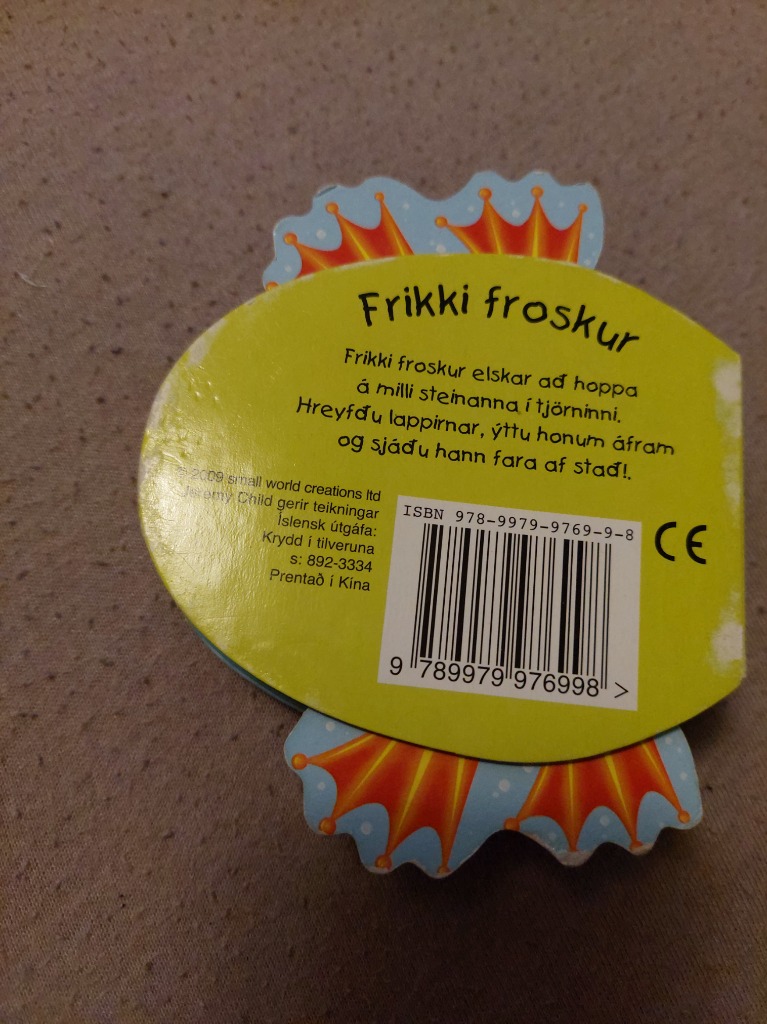 Frikki froskur
Frikki froskur elskar að hoppa
á milli steinanna í tjörninni.
Hreyfðu lappirnar, ýttu honum áfram
og sjáðu hann fara af stað!.
© 2009 small world creations ltd
Jeremy Child gerir teikningar
Íslensk útgáfa:
Krydd í tilveruna
s: 892-3334
Prentað í Kína
ISBN 978-9979-9769-9-8
9 789979 976998 >
CE